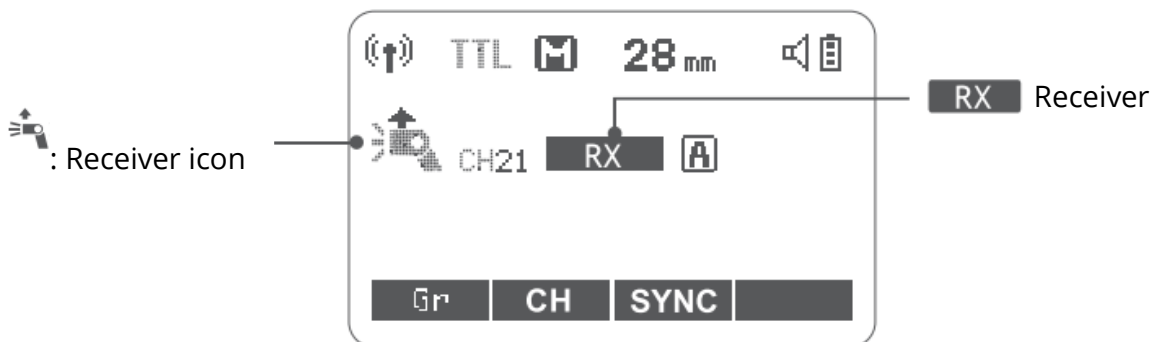 TTL M 28 mm
RX Receiver
: Receiver icon
CH21 RX A
Gr CH SYNC